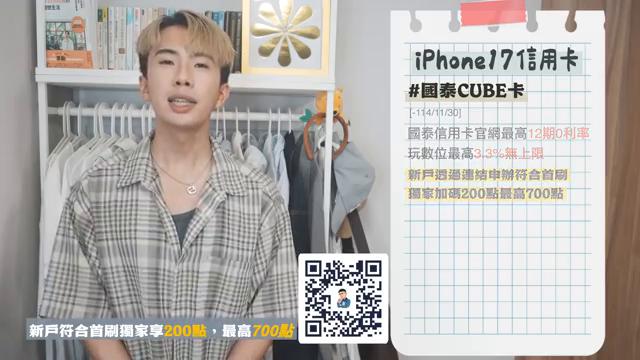 iPhone17信用卡
#國泰CUBE卡
[-114/11/30]
國泰信用卡官網最高12期0利率
玩數位最高3.3%無上限
新戶透過連結申辦符合首刷
獨家加碼200點最高700點
新戶符合首刷獨家享200點，最高700點